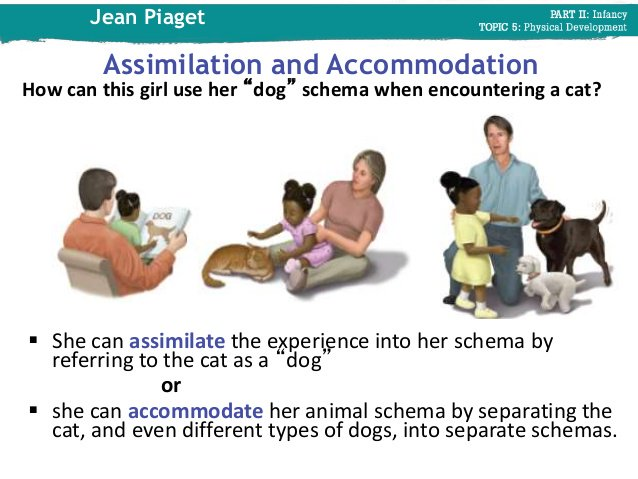 Jean Piaget
PART II: Infancy
TOPIC 5: Physical Development
Assimilation and Accommodation
How can this girl use her “dog” schema when encountering a cat?
DOG
▪ She can assimilate the experience into her schema by
referring to the cat as a “dog”
or
▪ she can accommodate her animal schema by separating the
cat, and even different types of dogs, into separate schemas.